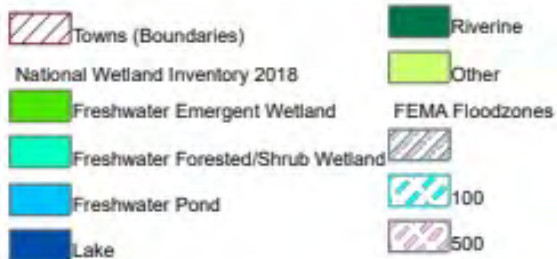 Towns (Boundaries)
National Wetland Inventory 2018
Freshwater Emergent Wetland
Freshwater Forested/Shrub Wetland
Freshwater Pond
Lake
Riverine
Other
FEMA Floodzones
100
500